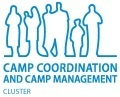 CAMP COORDINATION
AND CAMP MANAGEMENT
CLUSTER